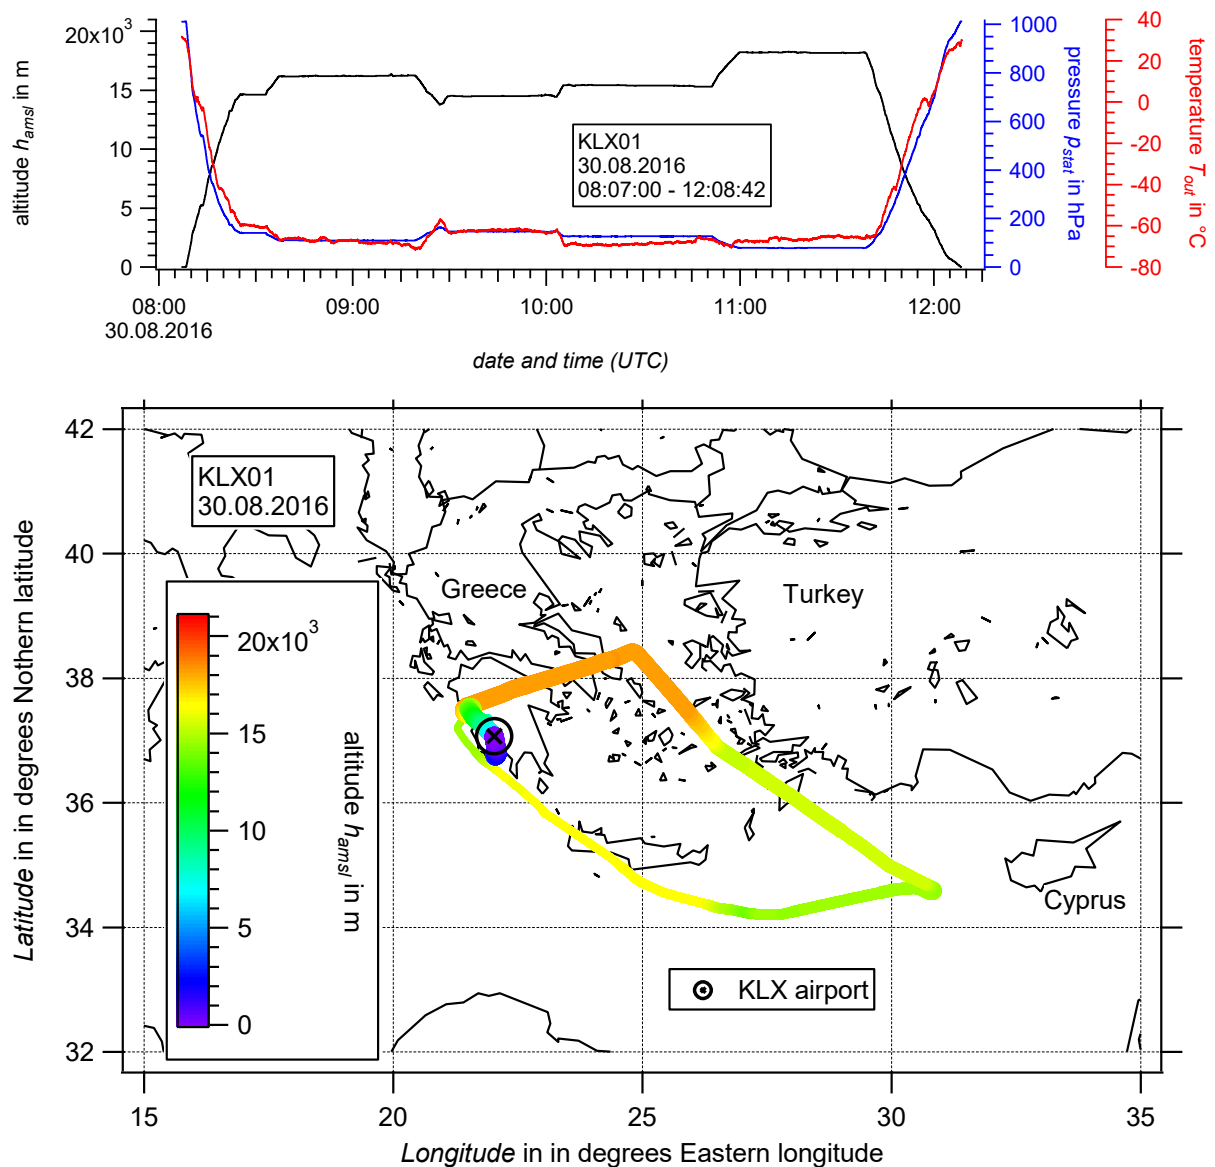 20x10³
15
10
5
0
altitude h_amsl in m
1000
800
600
400
200
0
pressure p_stat in hPa
40
20
0
-20
-40
-60
-80
temperature T_out in °C
KLX01
30.08.2016
08:07:00 - 12:08:42
08:00
09:00
10:00
11:00
12:00
30.08.2016
date and time (UTC)
42
40
38
36
34
32
Latitude in in degrees Nothern latitude
KLX01
30.08.2016
Greece
Turkey
Cyprus
20x10³
15
10
5
0
altitude h_amsl in m
KLX airport
15
20
25
30
35
Longitude in in degrees Eastern longitude